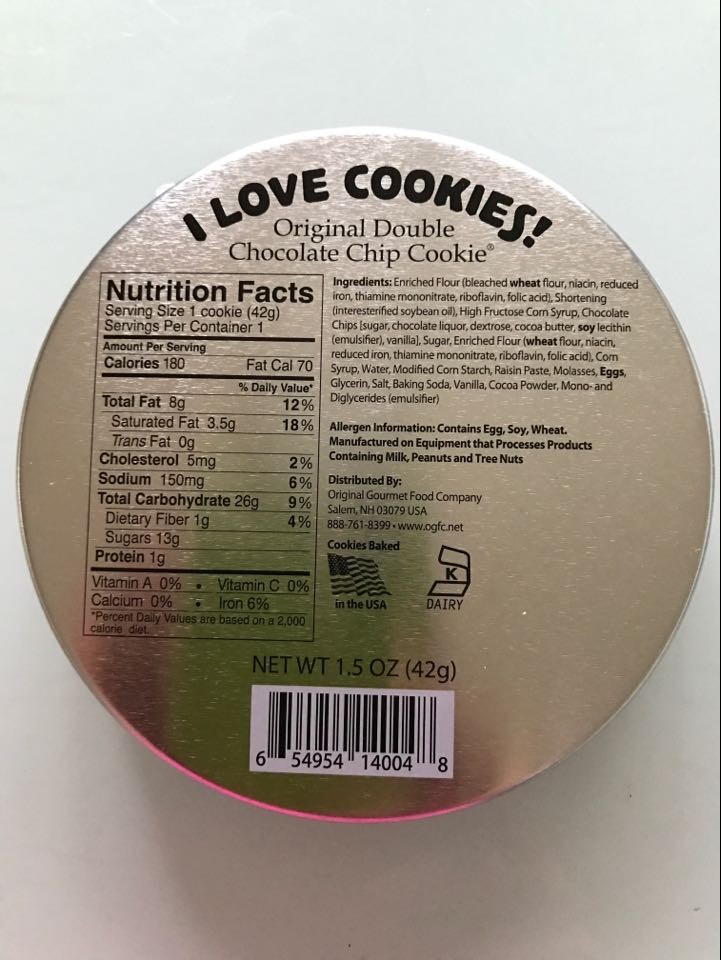 I LOVE COOKIES!
Original Double
Chocolate Chip Cookie®
Nutrition Facts
Serving Size 1 cookie (42g)
Servings Per Container 1
Amount Per Serving
Calories 180 Fat Cal 70
% Daily Value*
Total Fat 8g 12%
Saturated Fat 3.5g 18%
Trans Fat 0g
Cholesterol 5mg 2%
Sodium 150mg 6%
Total Carbohydrate 26g 9%
Dietary Fiber 1g 4%
Sugars 13g
Protein 1g
Vitamin A 0% • Vitamin C 0%
Calcium 0% • Iron 6%
*Percent Daily Values are based on a 2,000
calorie diet.
Ingredients: Enriched Flour (bleached wheat flour, niacin, reduced
iron, thiamine mononitrate, riboflavin, folic acid), Shortening
(interesterified soybean oil), High Fructose Corn Syrup, Chocolate
Chips [sugar, chocolate liquor, dextrose, cocoa butter, soy lecithin
(emulsifier), vanilla], Sugar, Enriched Flour (wheat flour, niacin,
reduced iron, thiamine mononitrate, riboflavin, folic acid), Corn
Syrup, Water, Modified Corn Starch, Raisin Paste, Molasses, Eggs,
Glycerin, Salt, Baking Soda, Vanilla, Cocoa Powder, Mono- and
Diglycerides (emulsifier)
Allergen Information: Contains Egg, Soy, Wheat.
Manufactured on Equipment that Processes Products
Containing Milk, Peanuts and Tree Nuts
Distributed By:
Original Gourmet Food Company
Salem, NH 03079 USA
888-761-8399 • www.ogfc.net
Cookies Baked
in the USA
K
DAIRY
NET WT 1.5 OZ (42g)
6 54954 14004 8